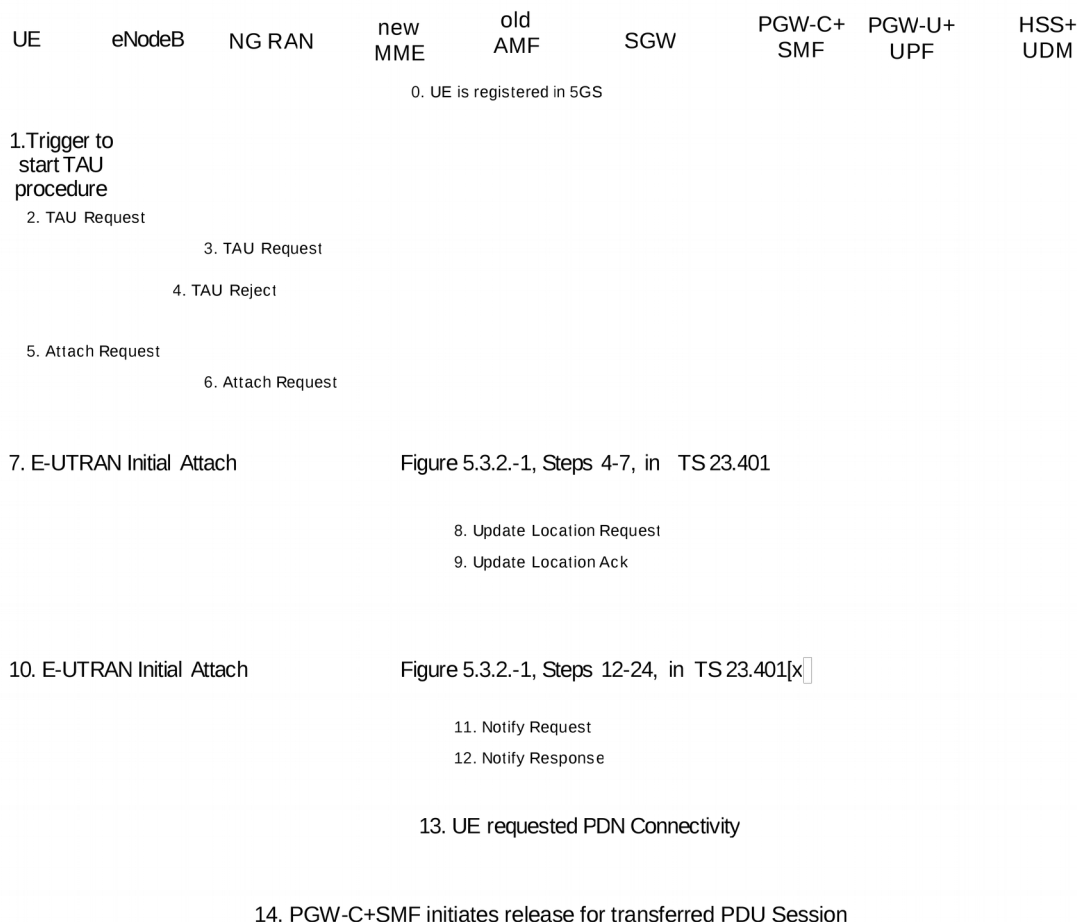 UE eNodeB NG RAN new MME old AMF SGW PGW-C+ SMF PGW-U+ UPF HSS+ UDM
0. UE is registered in 5GS
1.Trigger to
start TAU
procedure
2. TAU Request
3. TAU Request
4. TAU Reject
5. Attach Request
6. Attach Request
7. E-UTRAN Initial Attach Figure 5.3.2.-1, Steps 4-7, in TS 23.401
8. Update Location Request
9. Update Location Ack
10. E-UTRAN Initial Attach Figure 5.3.2.-1, Steps 12-24, in TS 23.401[x
11. Notify Request
12. Notify Response
13. UE requested PDN Connectivity
14. PGW-C+SMF initiates release for transferred PDU Session